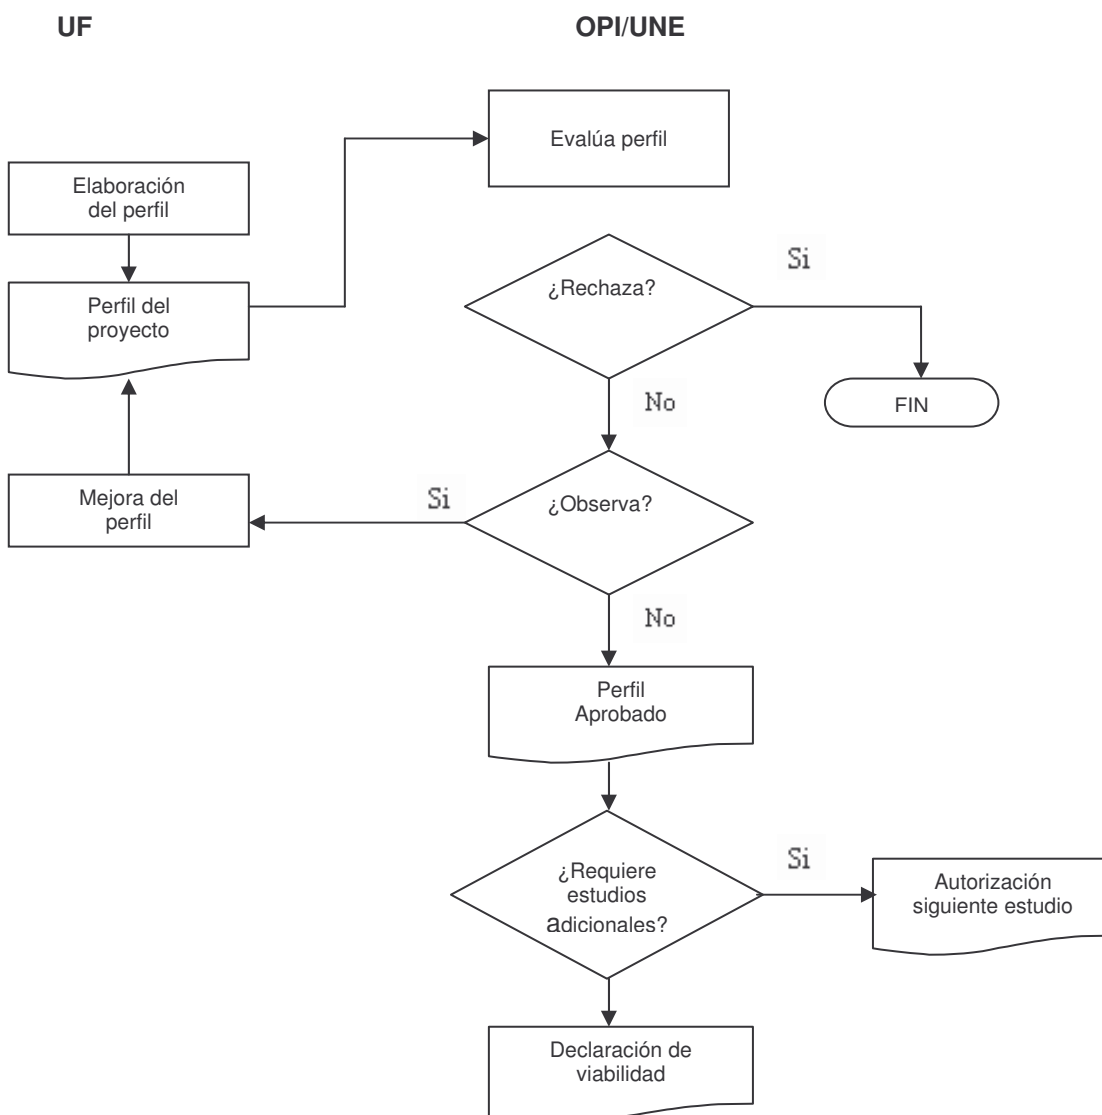 UF
OPI/UNE
Evalúa perfil
Elaboración
del perfil
Perfil del
proyecto
¿Rechaza?
Si
FIN
No
Mejora del
perfil
Si
¿Observa?
No
Perfil
Aprobado
¿Requiere
estudios
adicionales?
Si
Autorización
siguiente estudio
Declaración de
viabilidad